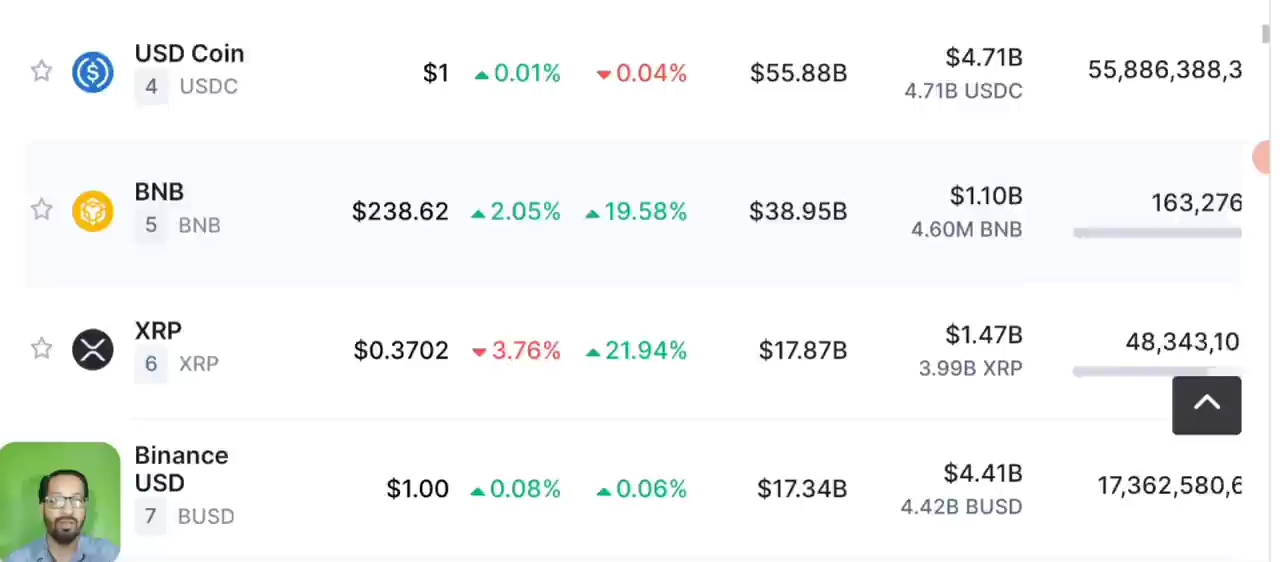 USD Coin
4 USDC
$1 0.01% 0.04% $55.88B $4.71B 55,886,388,3
4.71B USDC
BNB
5 BNB
$238.62 2.05% 19.58% $38.95B $1.10B 163,276
4.60M BNB
XRP
6 XRP
$0.3702 3.76% 21.94% $17.87B $1.47B 48,343,10
3.99B XRP
Binance
USD
7 BUSD
$1.00 0.08% 0.06% $17.34B $4.41B 17,362,580,6
4.42B BUSD